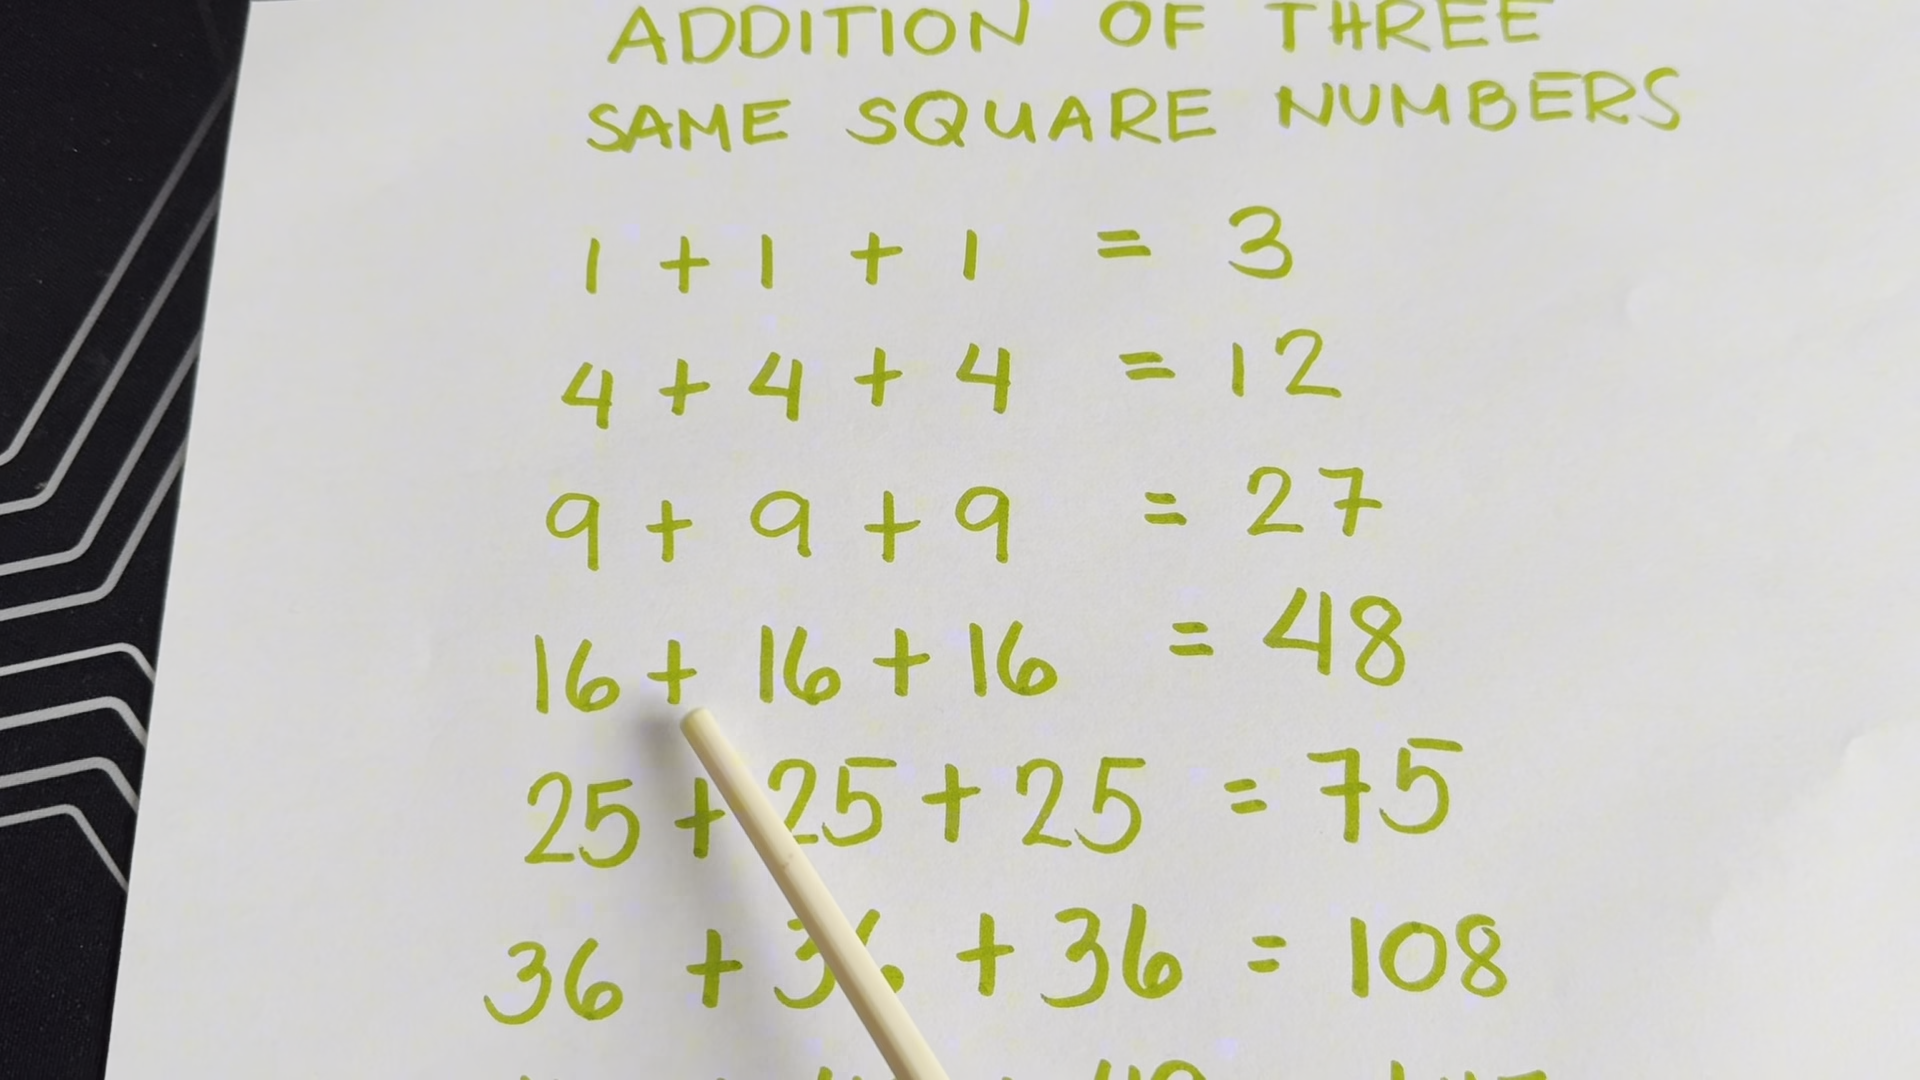 ADDITION OF THREE
SAME SQUARE NUMBERS
1 + 1 + 1 = 3
4 + 4 + 4 = 12
9 + 9 + 9 = 27
16 + 16 + 16 = 48
25 + 25 + 25 = 75
36 + 36 + 36 = 108